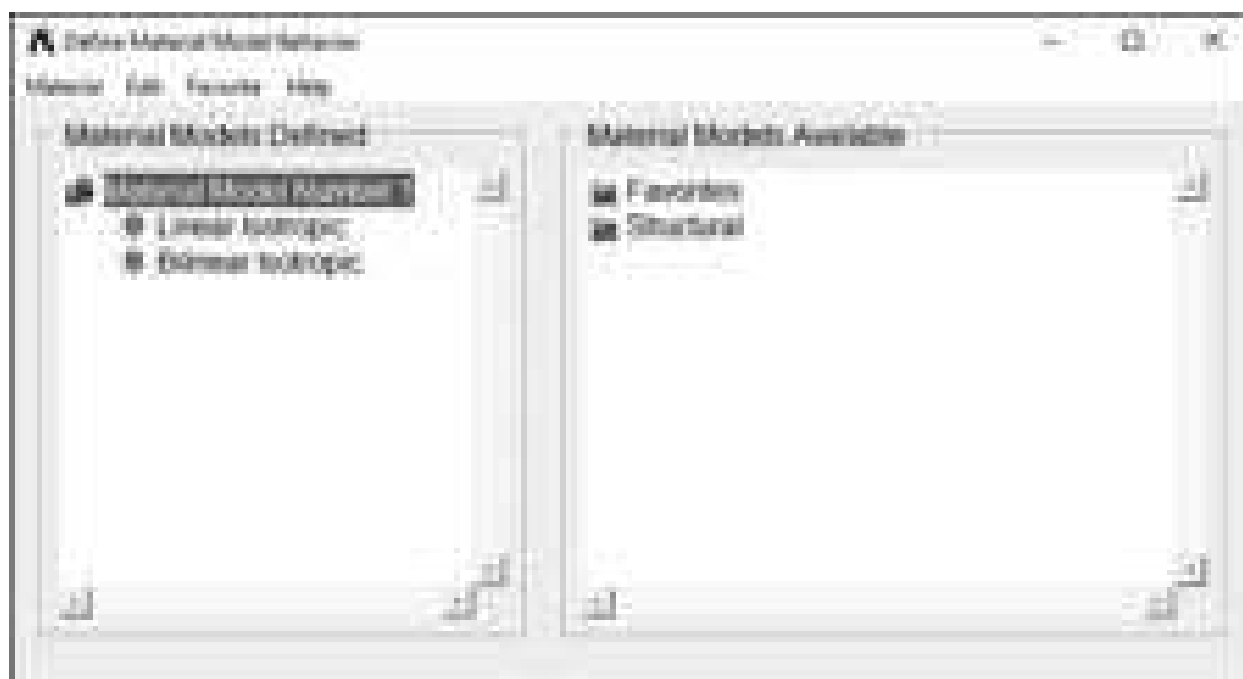 Define Material Model Behavior
Material Edit Favorite Help
Material Models Defined
Material Model Number 1
Linear Isotropic
Bilinear Isotropic
Material Models Available
Favorites
Structural